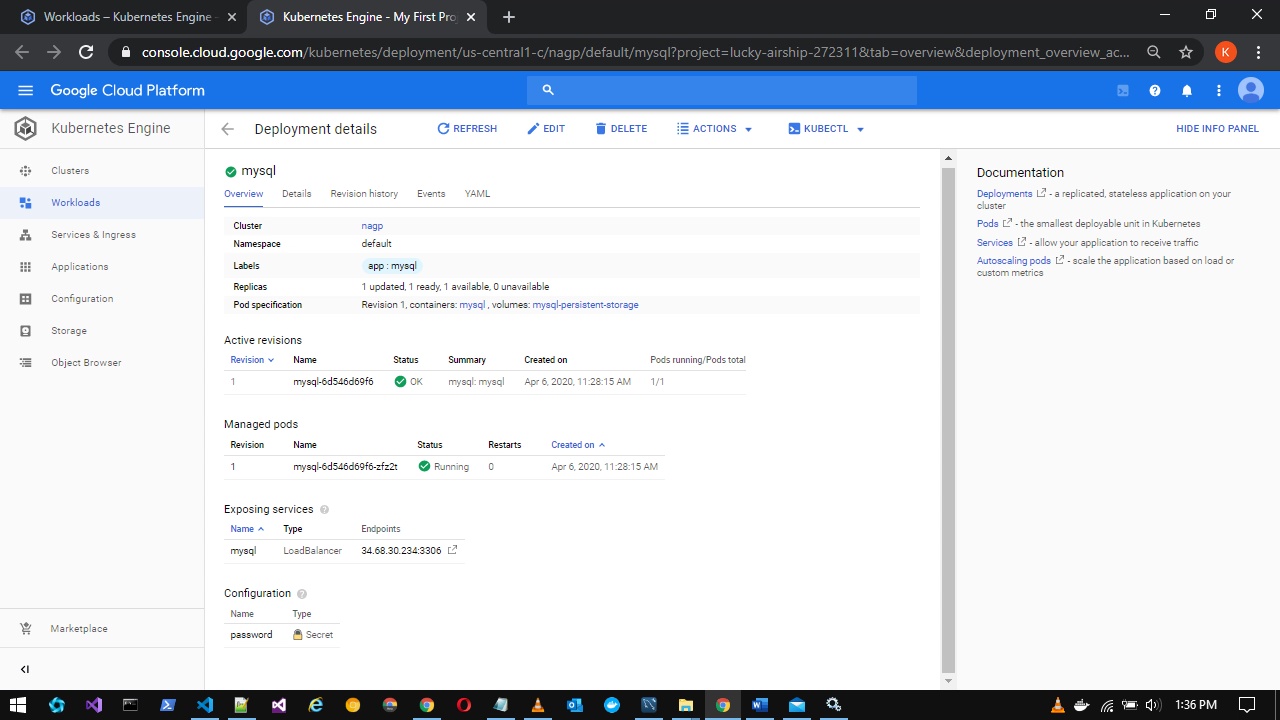 Workloads – Kubernetes Engine -
Kubernetes Engine - My First Pro
console.cloud.google.com/kubernetes/deployment/us-central1-c/nagp/default/mysql?project=lucky-airship-272311&tab=overview&deployment_overview_ac...
K
Google Cloud Platform
Kubernetes Engine
Deployment details
REFRESH
EDIT
DELETE
ACTIONS
KUBECTL
HIDE INFO PANEL
Clusters
Workloads
Services & Ingress
Applications
Configuration
Storage
Object Browser
Marketplace
mysql
Overview Details Revision history Events YAML
Cluster nagp
Namespace default
Labels app : mysql
Replicas 1 updated, 1 ready, 1 available, 0 unavailable
Pod specification Revision 1, containers: mysql , volumes: mysql-persistent-storage
Active revisions
Revision Name Status Summary Created on Pods running/Pods total
1 mysql-6d546d69f6 OK mysql: mysql Apr 6, 2020, 11:28:15 AM 1/1
Managed pods
Revision Name Status Restarts Created on
1 mysql-6d546d69f6-zfz2t Running 0 Apr 6, 2020, 11:28:15 AM
Exposing services
Name Type Endpoints
mysql LoadBalancer 34.68.30.234:3306
Configuration
Name Type
password Secret
Documentation
Deployments - a replicated, stateless application on your
cluster
Pods - the smallest deployable unit in Kubernetes
Services - allow your application to receive traffic
Autoscaling pods - scale the application based on load or
custom metrics
1:36 PM